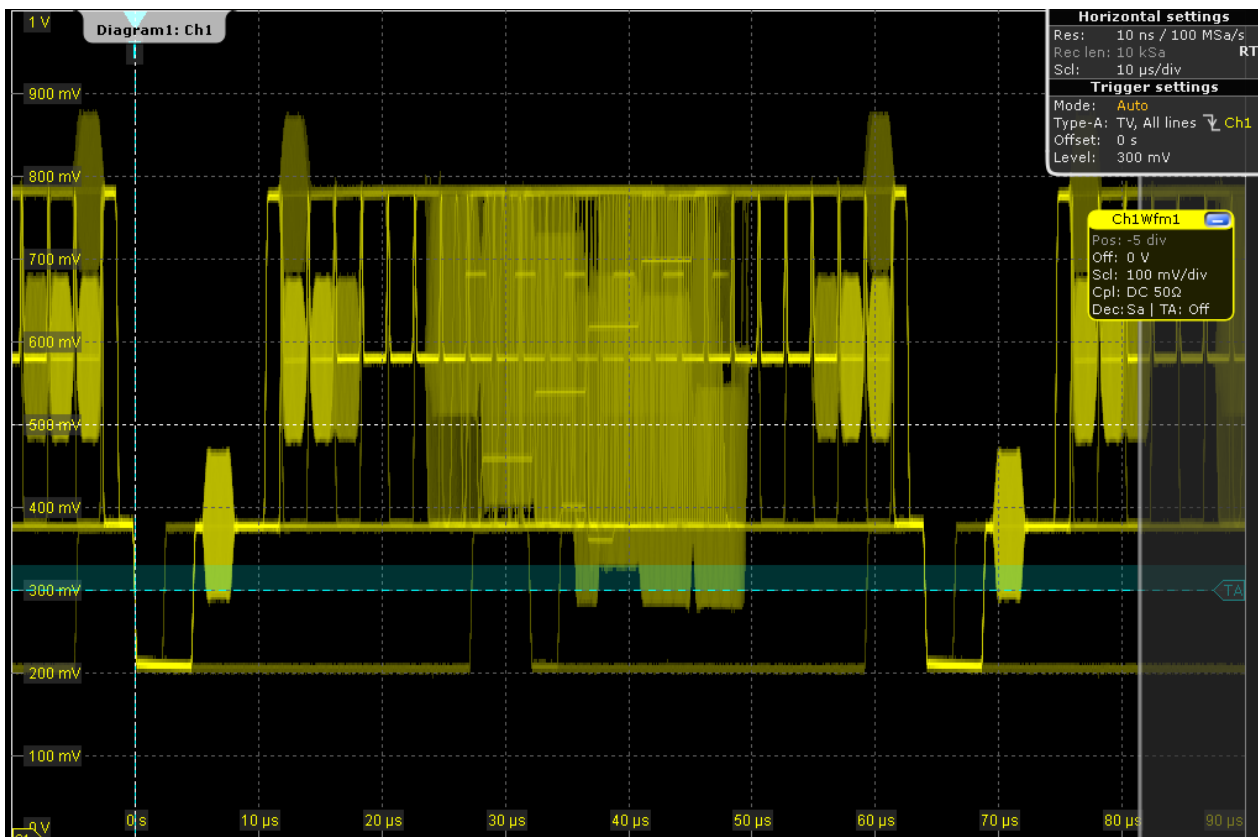 1 V
Diagram1: Ch1
Horizontal settings
Res: 10 ns / 100 MSa/s
Rec len: 10 kSa RT
Scl: 10 µs/div
Trigger settings
Mode: Auto
Type-A: TV, All lines Ch1
Offset: 0 s
Level: 300 mV
900 mV
800 mV
Ch1Wfm1
Pos: -5 div
Off: 0 V
Scl: 100 mV/div
Cpl: DC 50Ω
Dec: Sa | TA: Off
700 mV
600 mV
500 mV
400 mV
300 mV
TA
200 mV
100 mV
0 V
0 s
10 µs
20 µs
30 µs
40 µs
50 µs
60 µs
70 µs
80 µs
90 µs